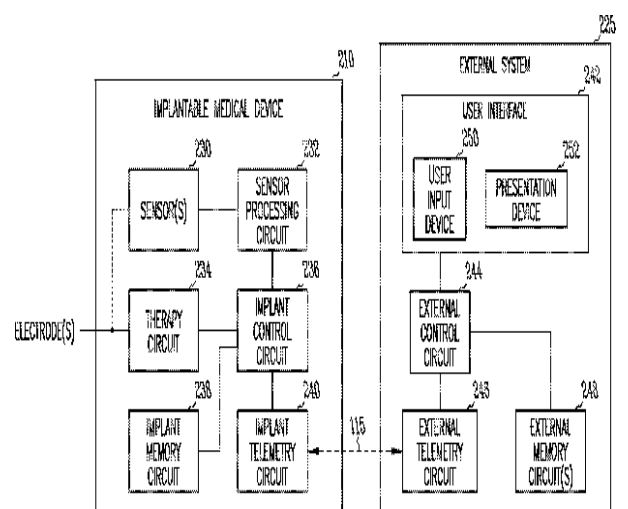 225
210
EXTERNAL SYSTEM
242
IMPLANTABLE MEDICAL DEVICE
USER INTERFACE
230
232
250
252
SENSOR(S)
SENSOR
PROCESSING
CIRCUIT
USER
INPUT
DEVICE
PRESENTATION
DEVICE
234
236
244
ELECTRODE(S)
THERAPY
CIRCUIT
IMPLANT
CONTROL
CIRCUIT
EXTERNAL
CONTROL
CIRCUIT
238
240
115
246
248
IMPLANT
MEMORY
CIRCUIT
IMPLANT
TELEMETRY
CIRCUIT
EXTERNAL
TELEMETRY
CIRCUIT
EXTERNAL
MEMORY
CIRCUIT(S)